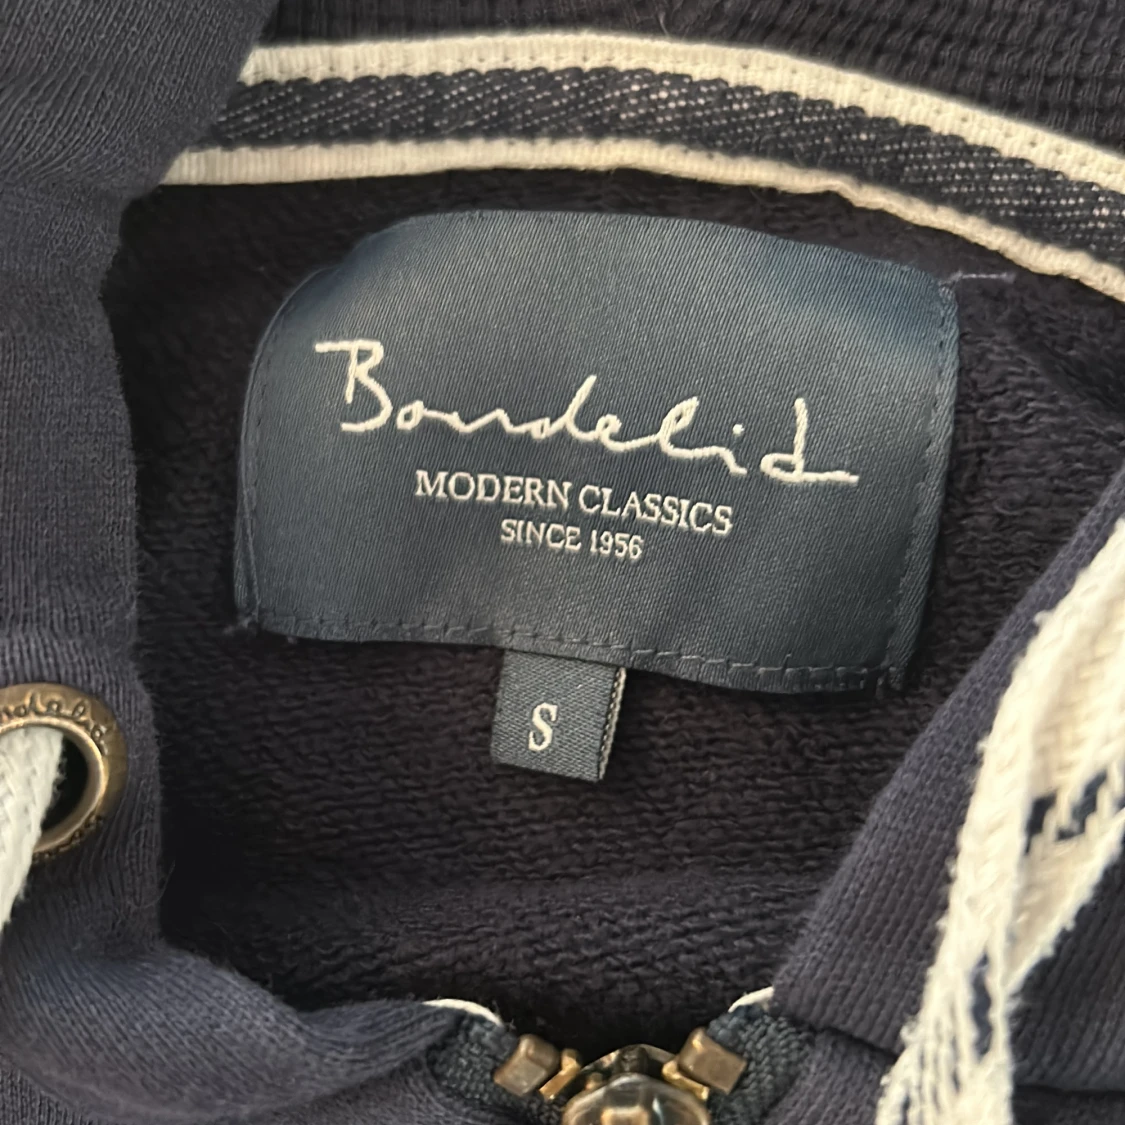 Bondelid
MODERN CLASSICS
SINCE 1956
S